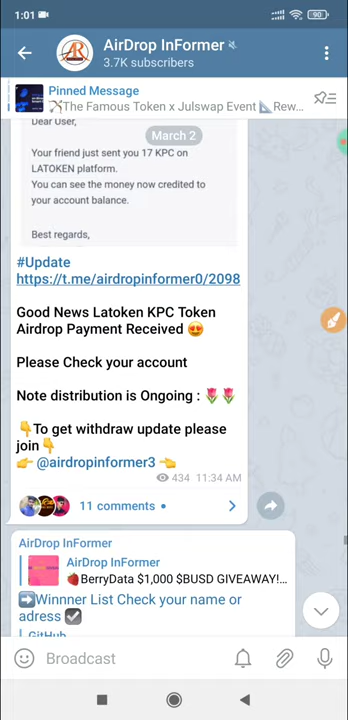 1:01
90
AirDrop InFormer
3.7K subscribers
Pinned Message
The Famous Token x Julswap Event 📐Rew...
Dear User,
March 2
Your friend just sent you 17 KPC on
LATOKEN platform.
You can see the money now credited to
your account balance.
Best regards,
#Update
https://t.me/airdropinformer0/2098
Good News Latoken KPC Token
Airdrop Payment Received 😍
Please Check your account
Note distribution is Ongoing : 🌷🌷
👇To get withdraw update please
join👇
👉 @airdropinformer3 👈
434 11:34 AM
11 comments
AirDrop InFormer
AirDrop InFormer
🍓BerryData $1,000 $BUSD GIVEAWAY!...
➡️Winnner List Check your name or
adress ☑️
GitHub
Broadcast